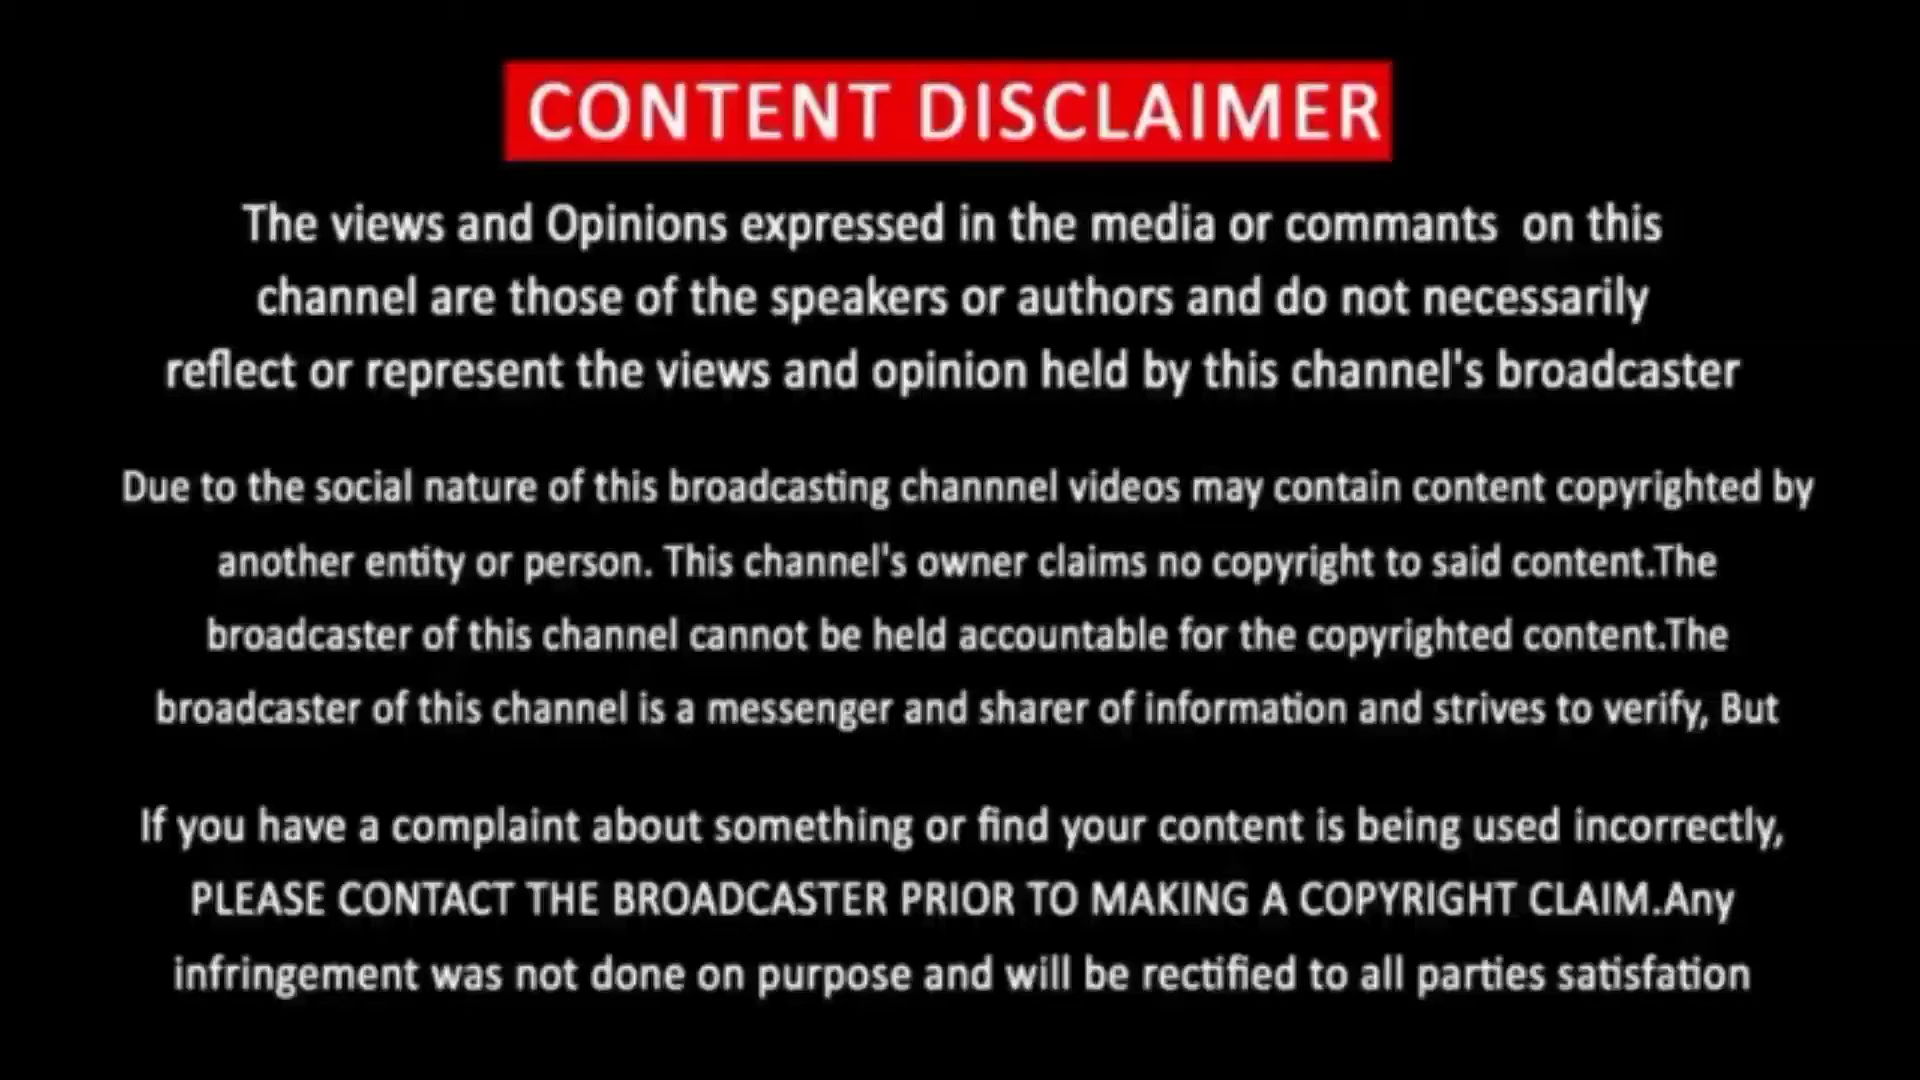 CONTENT DISCLAIMER
The views and Opinions expressed in the media or commants on this
channel are those of the speakers or authors and do not necessarily
reflect or represent the views and opinion held by this channel's broadcaster
Due to the social nature of this broadcasting channnel videos may contain content copyrighted by
another entity or person. This channel's owner claims no copyright to said content.The
broadcaster of this channel cannot be held accountable for the copyrighted content.The
broadcaster of this channel is a messenger and sharer of information and strives to verify, But
If you have a complaint about something or find your content is being used incorrectly,
PLEASE CONTACT THE BROADCASTER PRIOR TO MAKING A COPYRIGHT CLAIM.Any
infringement was not done on purpose and will be rectified to all parties satisfation